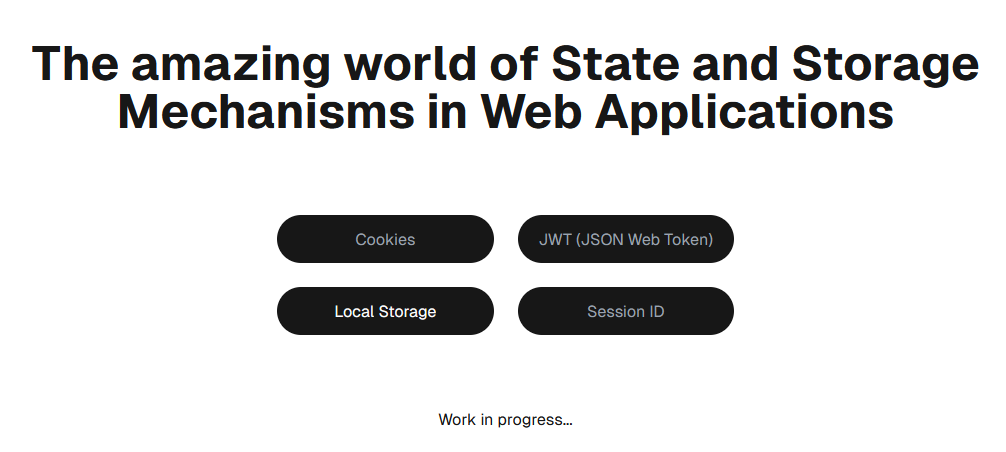 The amazing world of State and Storage
Mechanisms in Web Applications
Cookies
JWT (JSON Web Token)
Local Storage
Session ID
Work in progress...